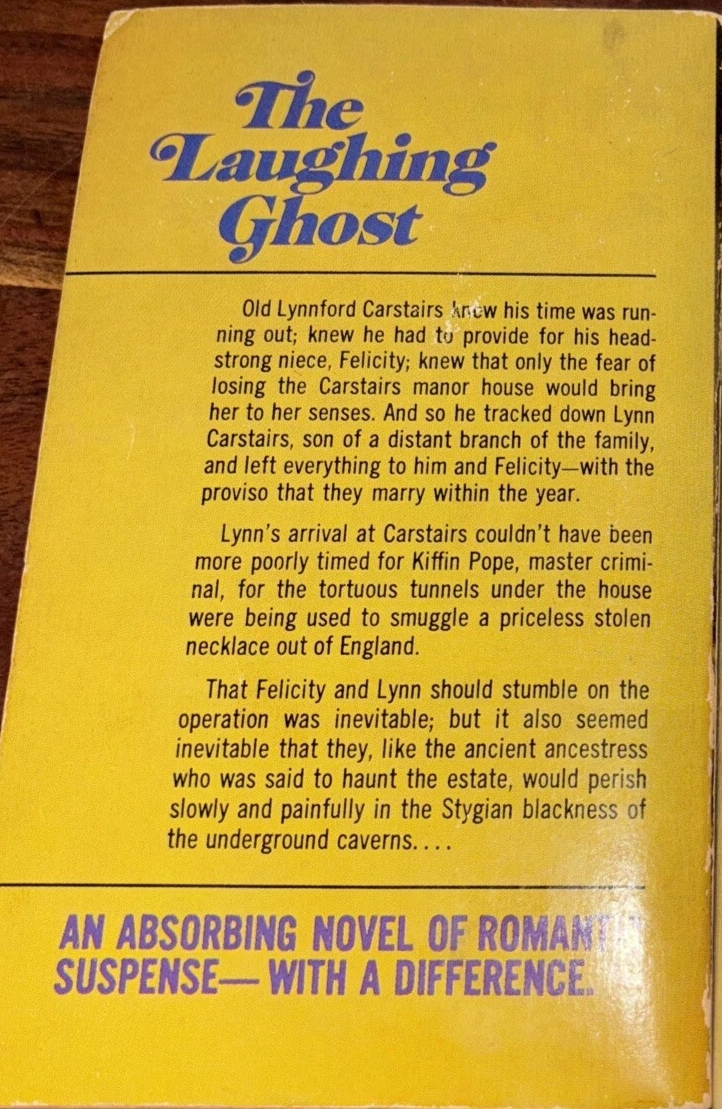 The
Laughing
Ghost
Old Lynnford Carstairs knew his time was run-
ning out; knew he had to provide for his head-
strong niece, Felicity; knew that only the fear of
losing the Carstairs manor house would bring
her to her senses. And so he tracked down Lynn
Carstairs, son of a distant branch of the family,
and left everything to him and Felicity—with the
proviso that they marry within the year.
Lynn's arrival at Carstairs couldn't have been
more poorly timed for Kiffin Pope, master crimi-
nal, for the tortuous tunnels under the house
were being used to smuggle a priceless stolen
necklace out of England.
That Felicity and Lynn should stumble on the
operation was inevitable; but it also seemed
inevitable that they, like the ancient ancestress
who was said to haunt the estate, would perish
slowly and painfully in the Stygian blackness of
the underground caverns....
AN ABSORBING NOVEL OF ROMANTIC
SUSPENSE—WITH A DIFFERENCE.